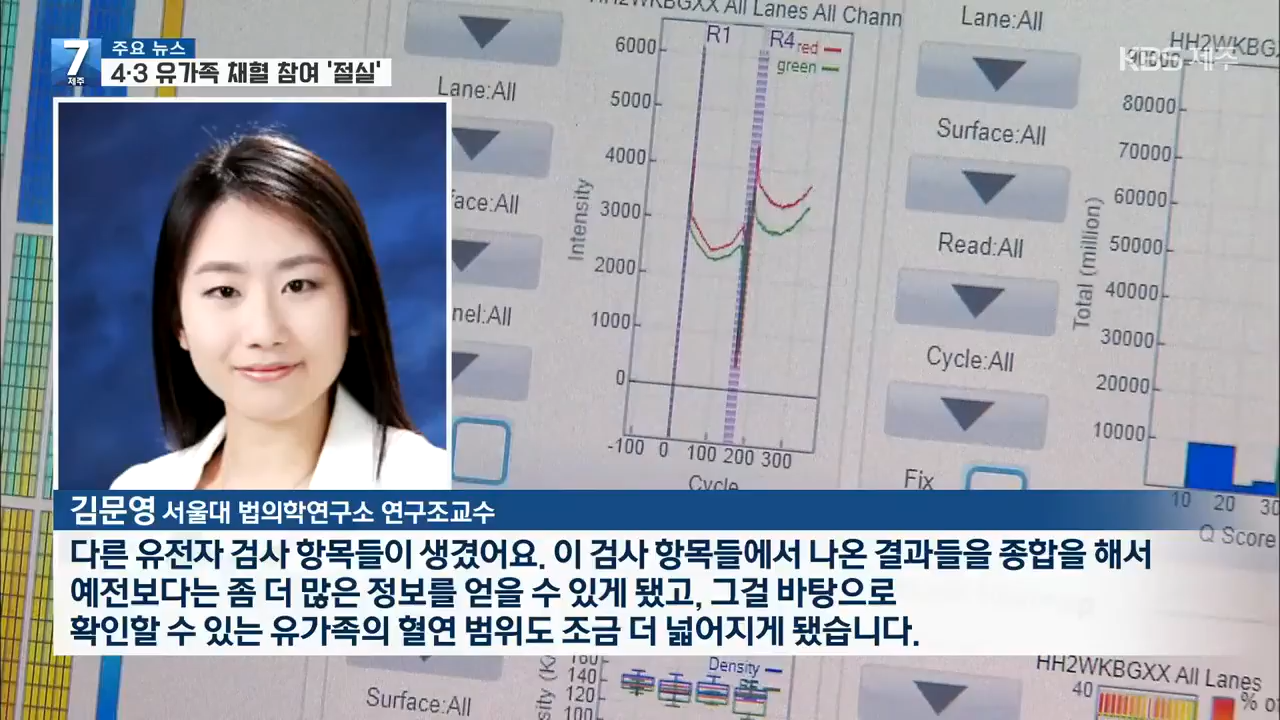 7
제주
주요 뉴스
4·3 유가족 채혈 참여 '절실'
KBS 제주
HH2WKBGXX All Lanes All Chann
R1
R4
red
green
6000
5000
4000
3000
2000
1000
0
Intensity
-100 0 100 200 300
Cycle
Lane:All
face:All
nel:All
Surface:All
Lane:All
Surface:All
Read:All
Cycle:All
Fix
HH2WKBG
80000
70000
60000
50000
40000
30000
20000
10000
Total (million)
10 20 30
Q Score
김문영 서울대 법의학연구소 연구조교수
다른 유전자 검사 항목들이 생겼어요. 이 검사 항목들에서 나온 결과들을 종합을 해서
예전보다는 좀 더 많은 정보를 얻을 수 있게 됐고, 그걸 바탕으로
확인할 수 있는 유가족의 혈연 범위도 조금 더 넓어지게 됐습니다.
160
140
120
100
Density
HH2WKBGXX All Lanes
40